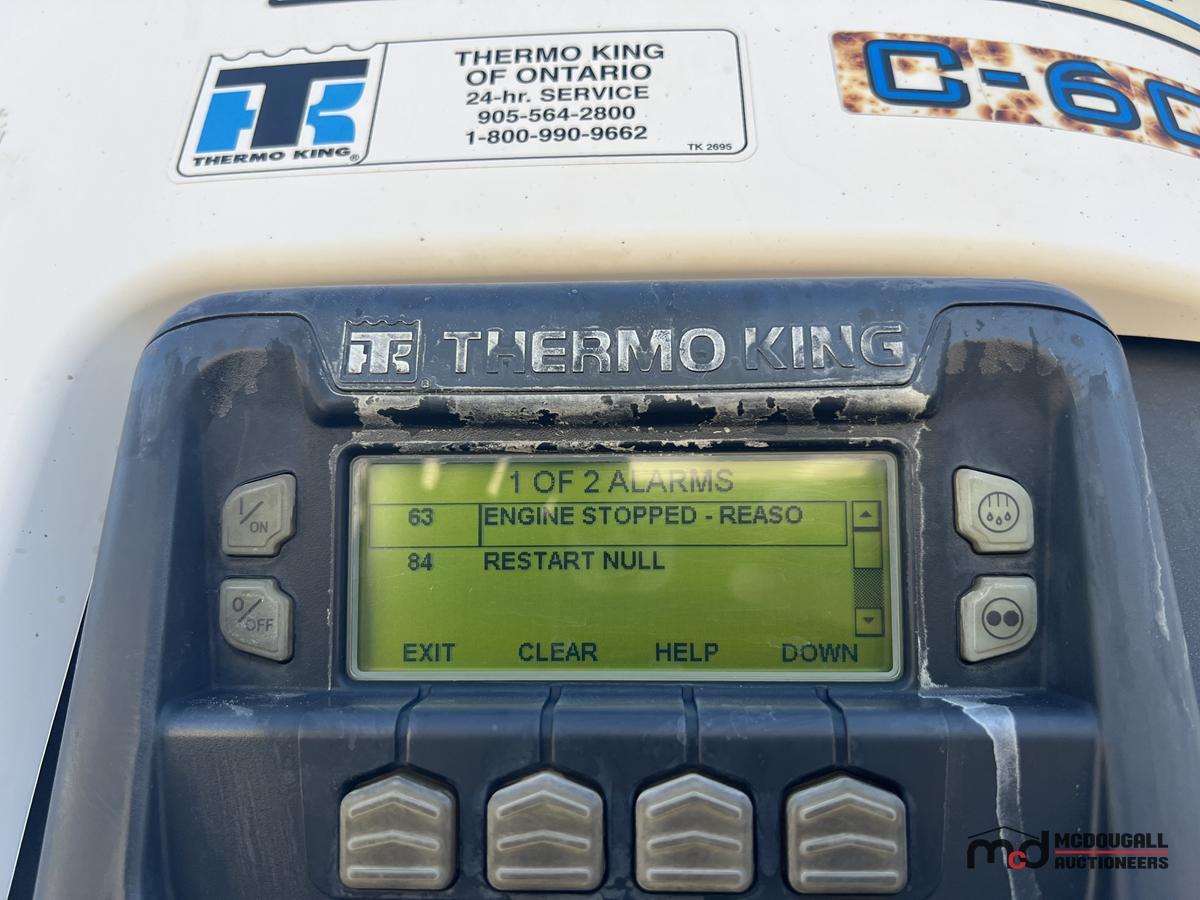 THERMO KING
OF ONTARIO
24-hr. SERVICE
905-564-2800
1-800-990-9662
TK 2695
THERMO KING®
THERMO KING
®
1 OF 2 ALARMS
63 ENGINE STOPPED - REASO
84 RESTART NULL
EXIT CLEAR HELP DOWN
I/ON
O/OFF
mcd MCDOUGALL
AUCTIONEERS